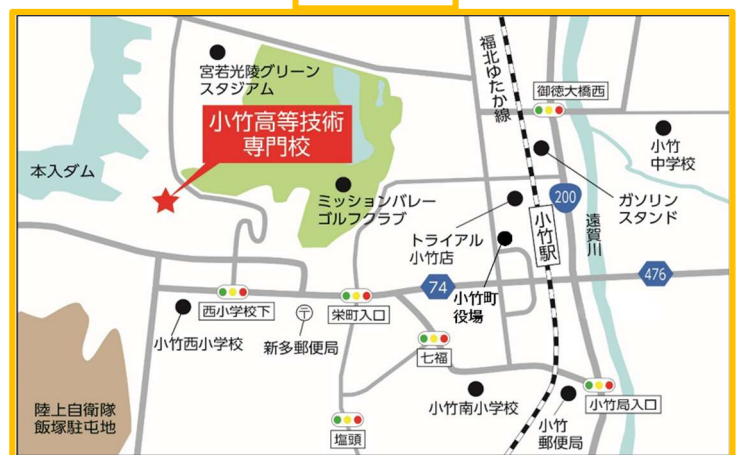 宮若光陵グリーン
スタジアム
小竹高等技術
専門校
本入ダム
ミッションバレー
ゴルフクラブ
福北ゆたか線
御徳大橋西
小竹
中学校
ガソリン
スタンド
200
遠賀川
小竹駅
トライアル
小竹店
小竹町
役場
74
476
西小学校下
小竹西小学校
〒
新多郵便局
栄町入口
七福
小竹南小学校
小竹局入口
小竹
郵便局
塩頭
陸上自衛隊
飯塚駐屯地